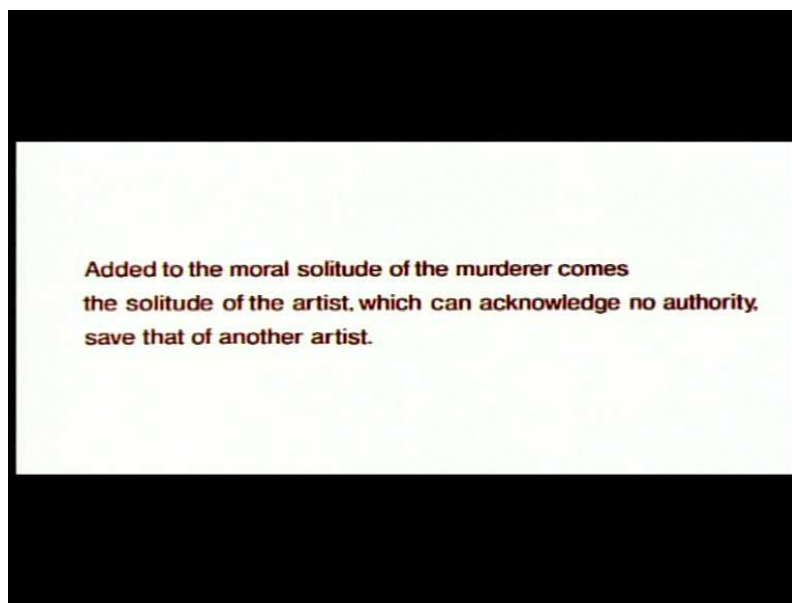 Added to the moral solitude of the murderer comes
the solitude of the artist, which can acknowledge no authority,
save that of another artist.